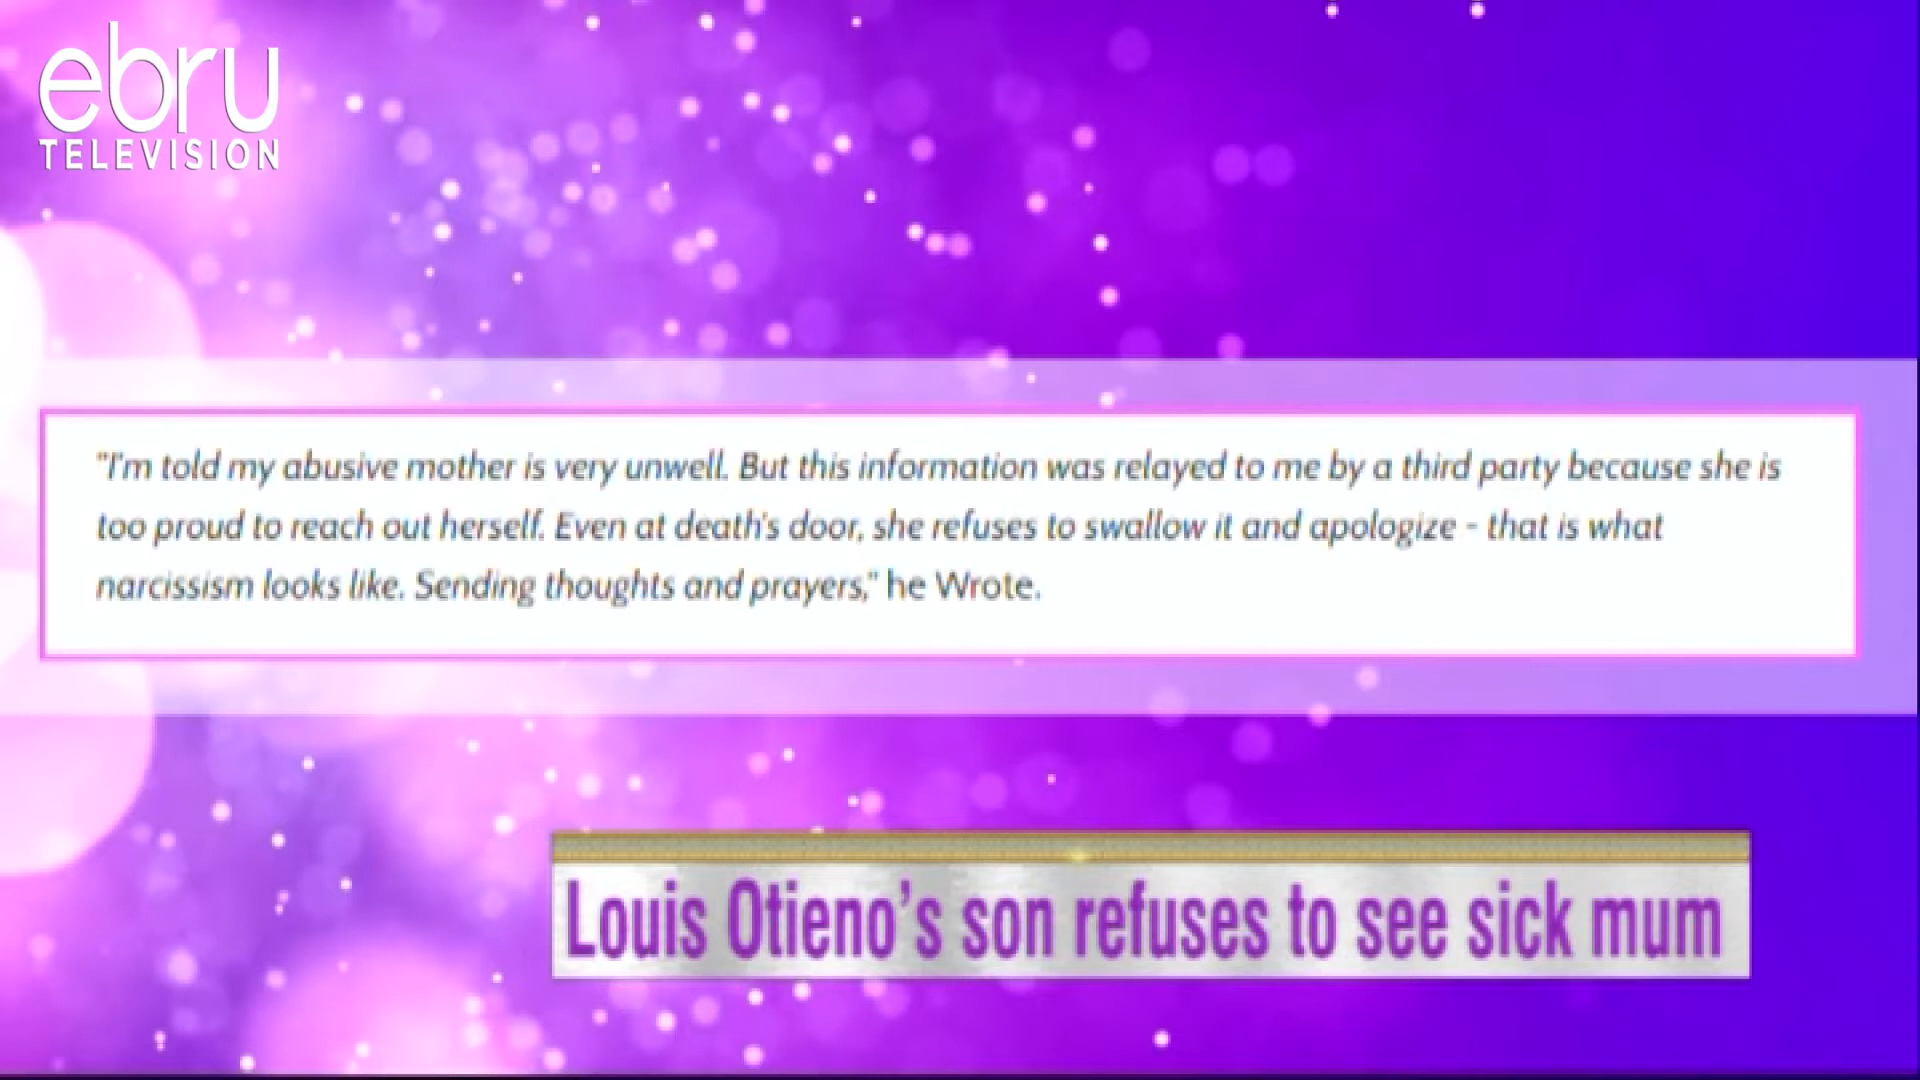 ebru
TELEVISION
"I'm told my abusive mother is very unwell. But this information was relayed to me by a third party because she is
too proud to reach out herself. Even at death's door, she refuses to swallow it and apologize - that is what
narcissism looks like. Sending thoughts and prayers," he Wrote.
Louis Otieno's son refuses to see sick mum